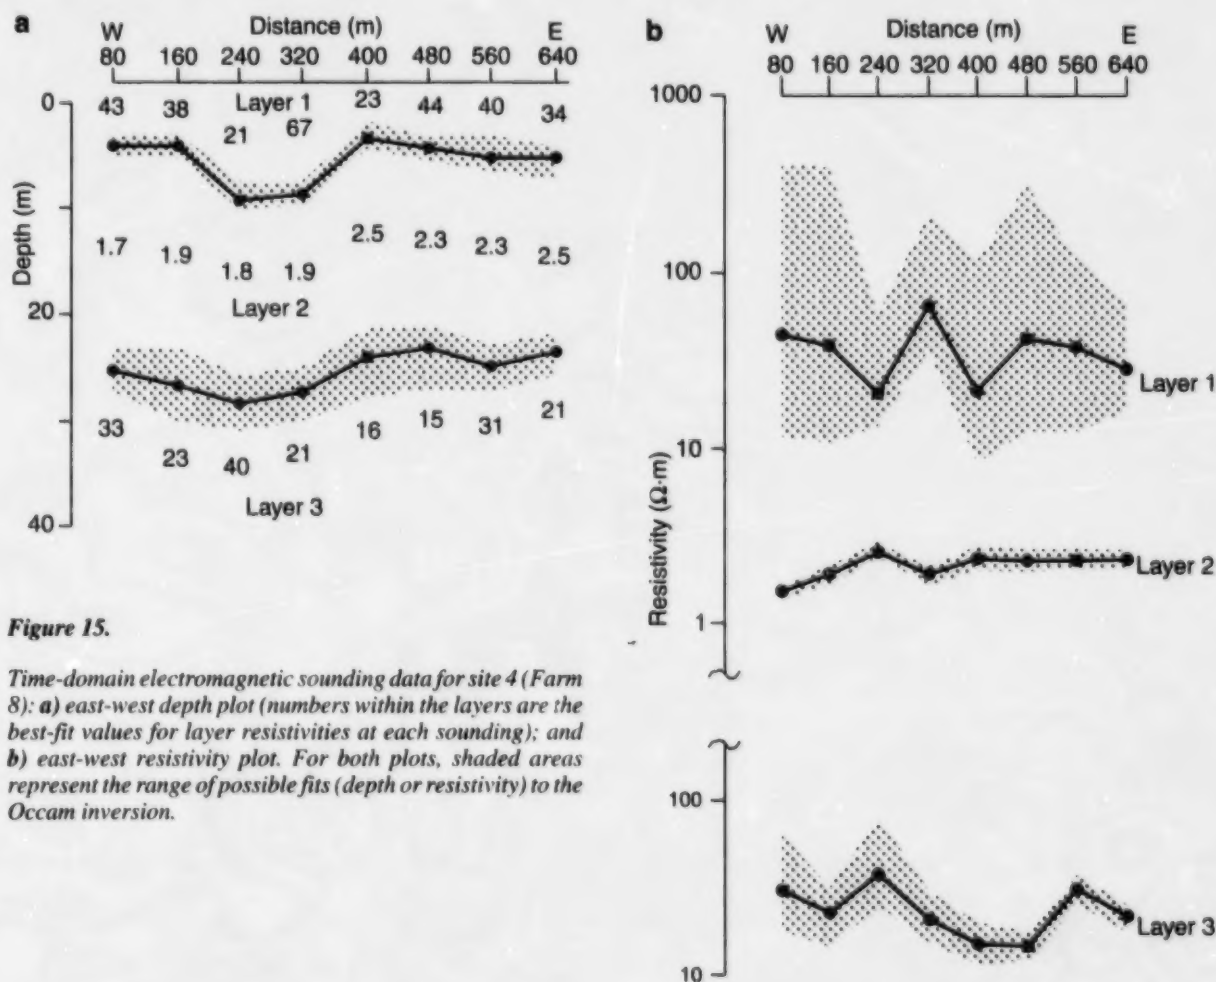 a
W Distance (m) E
80 160 240 320 400 480 560 640
0
20
40
Depth (m)
43 38 21 Layer 1 67 23 44 40 34
1.7 1.9 1.8 1.9 2.5 2.3 2.3 2.5
Layer 2
33 23 40 21 16 15 31 21
Layer 3
Figure 15.
Time-domain electromagnetic sounding data for site 4 (Farm
8): a) east-west depth plot (numbers within the layers are the
best-fit values for layer resistivities at each sounding); and
b) east-west resistivity plot. For both plots, shaded areas
represent the range of possible fits (depth or resistivity) to the
Occam inversion.
b
W Distance (m) E
80 160 240 320 400 480 560 640
1000
100
10
1
100
10
Resistivity (Ω·m)
Layer 1
Layer 2
Layer 3